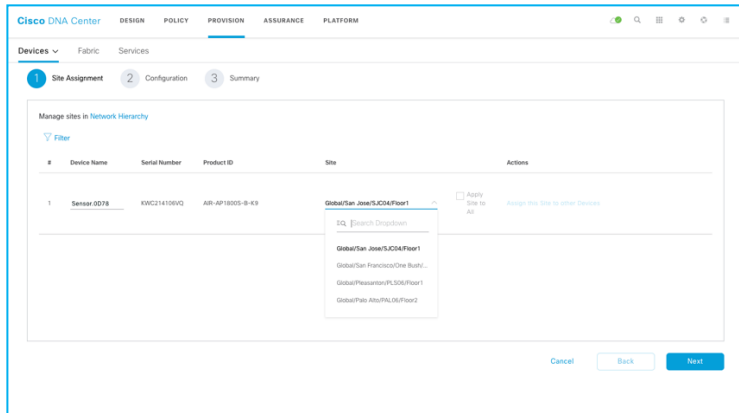 Cisco DNA Center DESIGN POLICY PROVISION ASSURANCE PLATFORM
Devices Fabric Services
1 Site Assignment 2 Configuration 3 Summary
Manage sites in Network Hierarchy
Filter
# Device Name Serial Number Product ID Site Actions
1 Sensor.0D78 KWC214106VQ AIR-AP1800S-B-K9 Global/San Jose/SJC04/Floor1 Apply Site to All Assign this Site to other Devices
Search Dropdown
Global/San Jose/SJC04/Floor1
Global/San Francisco/One Bush/...
Global/Pleasanton/PLS06/Floor1
Global/Palo Alto/PAL06/Floor2
Cancel Back Next